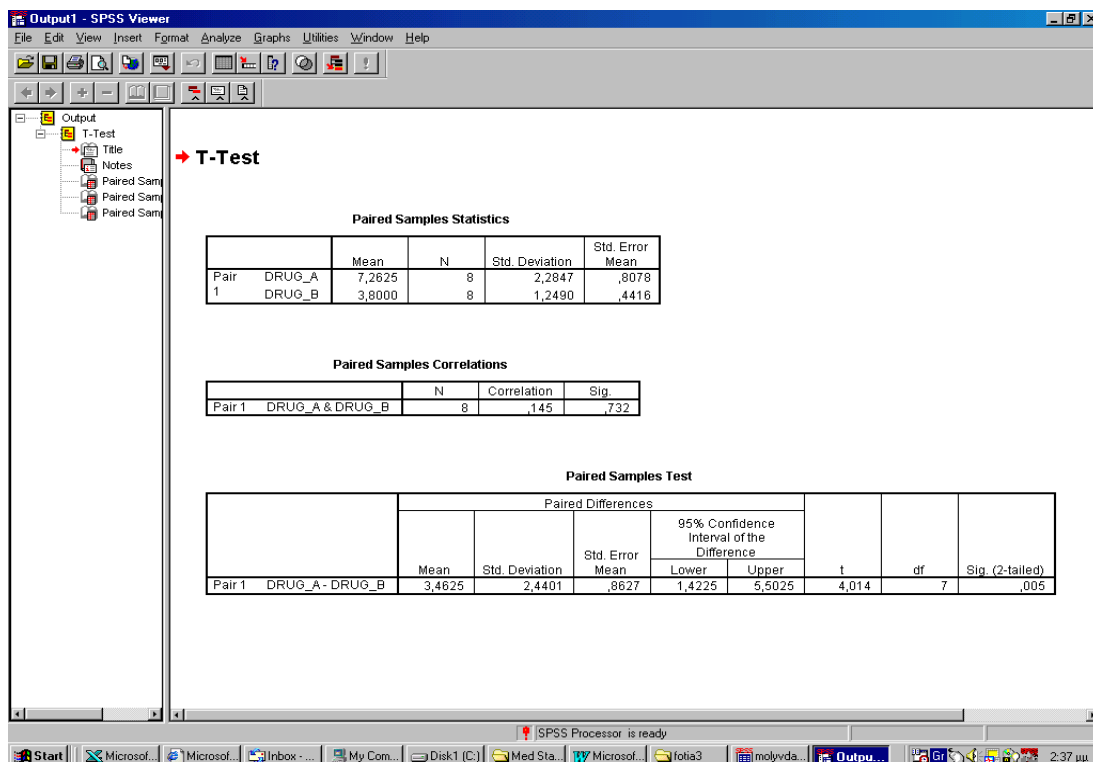 Output1 - SPSS Viewer
File Edit View Insert Format Analyze Graphs Utilities Window Help
Output
T-Test
Title
Notes
Paired Sam
Paired Sam
Paired Sam
T-Test
Paired Samples Statistics
Mean N Std. Deviation Std. Error Mean
Pair 1 DRUG_A 7,2625 8 2,2847 ,8078
DRUG_B 3,8000 8 1,2490 ,4416
Paired Samples Correlations
N Correlation Sig.
Pair 1 DRUG_A & DRUG_B 8 ,145 ,732
Paired Samples Test
Paired Differences
95% Confidence Interval of the Difference
Mean Std. Deviation Std. Error Mean Lower Upper t df Sig. (2-tailed)
Pair 1 DRUG_A - DRUG_B 3,4625 2,4401 ,8627 1,4225 5,5025 4,014 7 ,005
SPSS Processor is ready
Start Microsof... Microsof... Inbox - ... My Com... Disk1 (C:) Med Sta... Microsof... fotia3 molyvda... Outpu... Gr 2:37 μμ